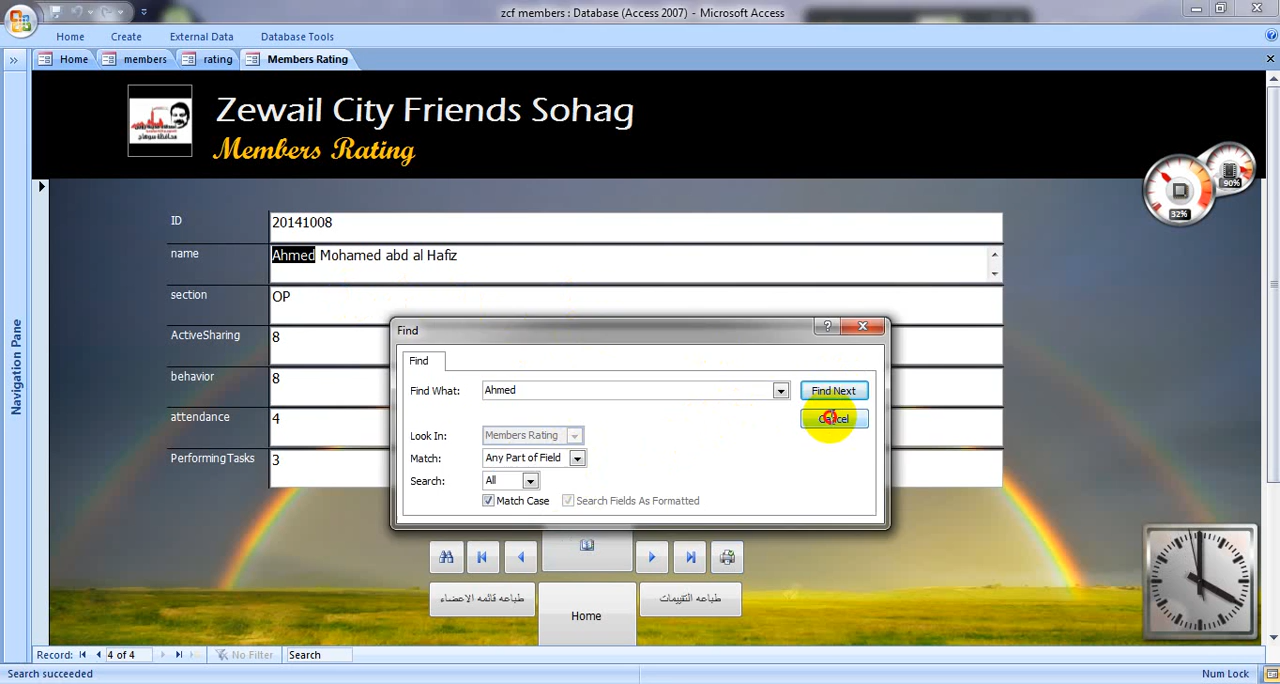 zcf members : Database (Access 2007) - Microsoft Access
Home Create External Data Database Tools
Home members rating Members Rating
Zewail City Friends Sohag
Members Rating
90%
32%
ID 20141008
name Ahmed Mohamed abd al Hafiz
section OP
ActiveSharing 8
behavior 8
attendance 4
PerformingTasks 3
Navigation Pane
Find
Find
Find What: Ahmed Find Next
Cancel
Look In: Members Rating
Match: Any Part of Field
Search: All
Match Case Search Fields As Formatted
طباعه قائمه الاعضاء Home طباعه التقييمات
Record: 4 of 4 No Filter Search
Search succeeded Num Lock